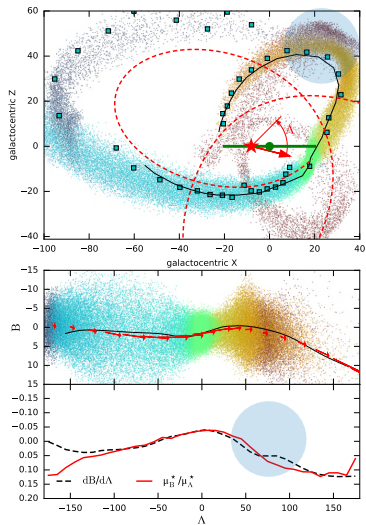 60
40
20
0
−20
−40
galactocentric Z
−100 −80 −60 −40 −20 0 20 40
galactocentric X
Λ
−15
−10
−5
0
5
10
15
B
−0.15
−0.10
−0.05
0.00
0.05
0.10
0.15
0.20
dB/dΛ
μ*B/μ*Λ
−150 −100 −50 0 50 100 150
Λ